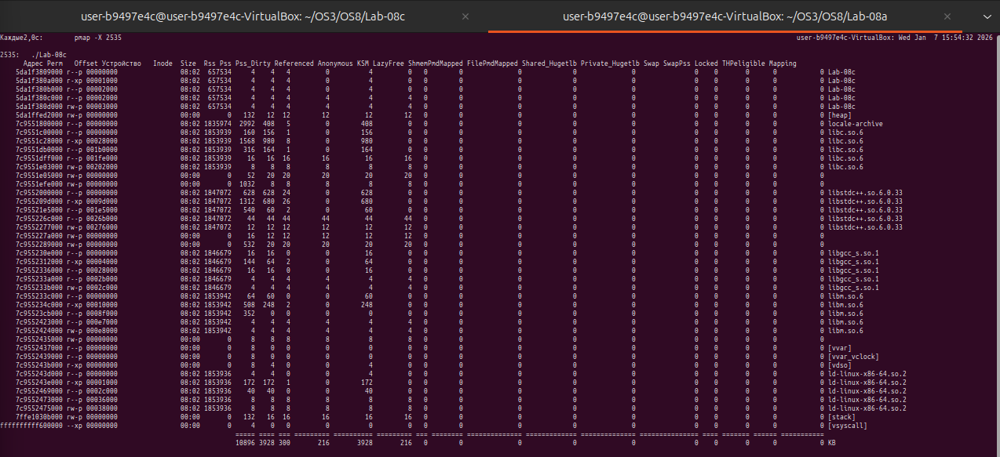 user-b9497e4c@user-b9497e4c-VirtualBox: ~/OS3/OS8/Lab-08c × user-b9497e4c@user-b9497e4c-VirtualBox: ~/OS3/OS8/Lab-08a ×
Каждые2,0с: pmap -X 2535 user-b9497e4c-VirtualBox: Wed Jan 7 15:54:32 2026
2535: ./Lab-08c
Адрес Perm Offset Устройство Inode Size Rss Pss Pss_Dirty Referenced Anonymous KSM LazyFree ShmemPmdMapped FilePmdMapped Shared_Hugetlb Private_Hugetlb Swap SwapPss Locked THPeligible Mapping
5da1f3809000 r--p 00000000 08:02 657534 4 4 4 0 4 0 0 0 0 0 0 0 0 0 0 0 Lab-08c
5da1f380a000 r-xp 00001000 08:02 657534 4 4 4 0 4 0 0 0 0 0 0 0 0 0 0 0 Lab-08c
5da1f380b000 r--p 00002000 08:02 657534 4 4 4 0 4 0 0 0 0 0 0 0 0 0 0 0 Lab-08c
5da1f380c000 r--p 00002000 08:02 657534 4 4 4 4 4 4 0 0 0 0 0 0 0 0 0 0 Lab-08c
5da1f380d000 rw-p 00003000 08:02 657534 4 4 4 4 4 4 0 0 0 0 0 0 0 0 0 0 Lab-08c
5da1ffed2000 rw-p 00000000 00:00 0 132 12 12 12 12 12 0 0 0 0 0 0 0 0 0 0 [heap]
7c9551800000 r--p 00000000 08:02 1835974 2992 408 5 0 408 0 0 0 0 0 0 0 0 0 0 0 locale-archive
7c9551c00000 r--p 00000000 08:02 1853939 160 156 1 0 156 0 0 0 0 0 0 0 0 0 0 0 libc.so.6
7c9551c28000 r-xp 00028000 08:02 1853939 1568 980 8 0 980 0 0 0 0 0 0 0 0 0 0 0 libc.so.6
7c9551db0000 r--p 001b0000 08:02 1853939 316 164 1 0 164 0 0 0 0 0 0 0 0 0 0 0 libc.so.6
7c9551dff000 r--p 001fe000 08:02 1853939 16 16 16 16 16 16 0 0 0 0 0 0 0 0 0 0 libc.so.6
7c9551e03000 rw-p 00202000 08:02 1853939 8 8 8 8 8 8 0 0 0 0 0 0 0 0 0 0 libc.so.6
7c9551e05000 rw-p 00000000 00:00 0 52 20 20 20 20 20 0 0 0 0 0 0 0 0 0 0
7c9551efe000 rw-p 00000000 00:00 0 1032 8 8 8 8 8 0 0 0 0 0 0 0 0 0 0
7c9552000000 r--p 00000000 08:02 1847072 628 628 24 0 628 0 0 0 0 0 0 0 0 0 0 0 libstdc++.so.6.0.33
7c955209d000 r-xp 0009d000 08:02 1847072 1312 680 26 0 680 0 0 0 0 0 0 0 0 0 0 0 libstdc++.so.6.0.33
7c95521e5000 r--p 001e5000 08:02 1847072 540 60 2 0 60 0 0 0 0 0 0 0 0 0 0 0 libstdc++.so.6.0.33
7c955226c000 r--p 0026b000 08:02 1847072 44 44 44 44 44 44 0 0 0 0 0 0 0 0 0 0 libstdc++.so.6.0.33
7c9552277000 rw-p 00276000 08:02 1847072 12 12 12 12 12 12 0 0 0 0 0 0 0 0 0 0 libstdc++.so.6.0.33
7c955227a000 rw-p 00000000 00:00 0 16 12 12 12 12 12 0 0 0 0 0 0 0 0 0 0
7c9552289000 rw-p 00000000 00:00 0 532 20 20 20 20 20 0 0 0 0 0 0 0 0 0 0
7c955230e000 r--p 00000000 08:02 1846679 16 16 0 0 16 0 0 0 0 0 0 0 0 0 0 0 libgcc_s.so.1
7c9552312000 r-xp 00004000 08:02 1846679 144 64 2 0 64 0 0 0 0 0 0 0 0 0 0 0 libgcc_s.so.1
7c9552336000 r--p 00028000 08:02 1846679 16 16 0 0 16 0 0 0 0 0 0 0 0 0 0 0 libgcc_s.so.1
7c955233a000 r--p 0002b000 08:02 1846679 4 4 4 4 4 4 0 0 0 0 0 0 0 0 0 0 libgcc_s.so.1
7c955233b000 rw-p 0002c000 08:02 1846679 4 4 4 4 4 4 0 0 0 0 0 0 0 0 0 0 libgcc_s.so.1
7c955233c000 r--p 00000000 08:02 1853942 64 60 0 0 60 0 0 0 0 0 0 0 0 0 0 0 libm.so.6
7c955234c000 r-xp 00010000 08:02 1853942 508 248 2 0 248 0 0 0 0 0 0 0 0 0 0 0 libm.so.6
7c95523cb000 r--p 0008f000 08:02 1853942 352 0 0 0 0 0 0 0 0 0 0 0 0 0 0 0 libm.so.6
7c9552423000 r--p 000e7000 08:02 1853942 4 4 4 4 4 4 0 0 0 0 0 0 0 0 0 0 libm.so.6
7c9552424000 rw-p 000e8000 08:02 1853942 4 4 4 4 4 4 0 0 0 0 0 0 0 0 0 0 libm.so.6
7c9552435000 rw-p 00000000 00:00 0 8 8 8 8 8 8 0 0 0 0 0 0 0 0 0 0
7c9552437000 r--p 00000000 00:00 0 8 0 0 0 0 0 0 0 0 0 0 0 0 0 0 0 [vvar]
7c9552439000 r--p 00000000 00:00 0 8 0 0 0 0 0 0 0 0 0 0 0 0 0 0 0 [vvar_vclock]
7c955243b000 r-xp 00000000 00:00 0 8 4 0 0 4 0 0 0 0 0 0 0 0 0 0 0 [vdso]
7c955243d000 r--p 00000000 08:02 1853936 4 4 0 0 4 0 0 0 0 0 0 0 0 0 0 0 ld-linux-x86-64.so.2
7c955243e000 r-xp 00001000 08:02 1853936 172 172 1 0 172 0 0 0 0 0 0 0 0 0 0 0 ld-linux-x86-64.so.2
7c9552469000 r--p 0002c000 08:02 1853936 40 40 0 0 40 0 0 0 0 0 0 0 0 0 0 0 ld-linux-x86-64.so.2
7c9552473000 r--p 00036000 08:02 1853936 8 8 8 8 8 8 0 0 0 0 0 0 0 0 0 0 ld-linux-x86-64.so.2
7c9552475000 rw-p 00038000 08:02 1853936 8 8 8 8 8 8 0 0 0 0 0 0 0 0 0 0 ld-linux-x86-64.so.2
7ffe1030b000 rw-p 00000000 00:00 0 132 16 16 16 16 16 0 0 0 0 0 0 0 0 0 0 [stack]
ffffffffff600000 --xp 00000000 00:00 0 4 0 0 0 0 0 0 0 0 0 0 0 0 0 0 0 [vsyscall]
===== ==== === ========= ========== ========= === ======== ============== ============= ============== =============== ==== ======= ====== ===========
10896 3928 300 216 3928 216 0 0 0 0 0 0 0 0 0 0 KB